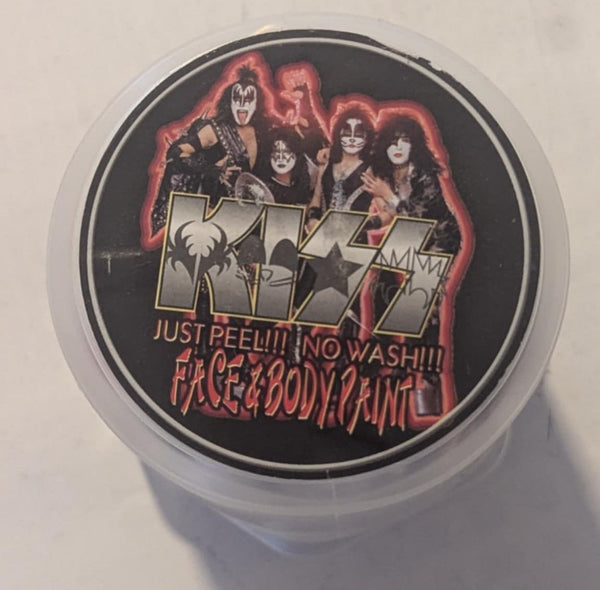 KISS
JUST PEEL!!! NO WASH!!!
FACE & BODY PAINT